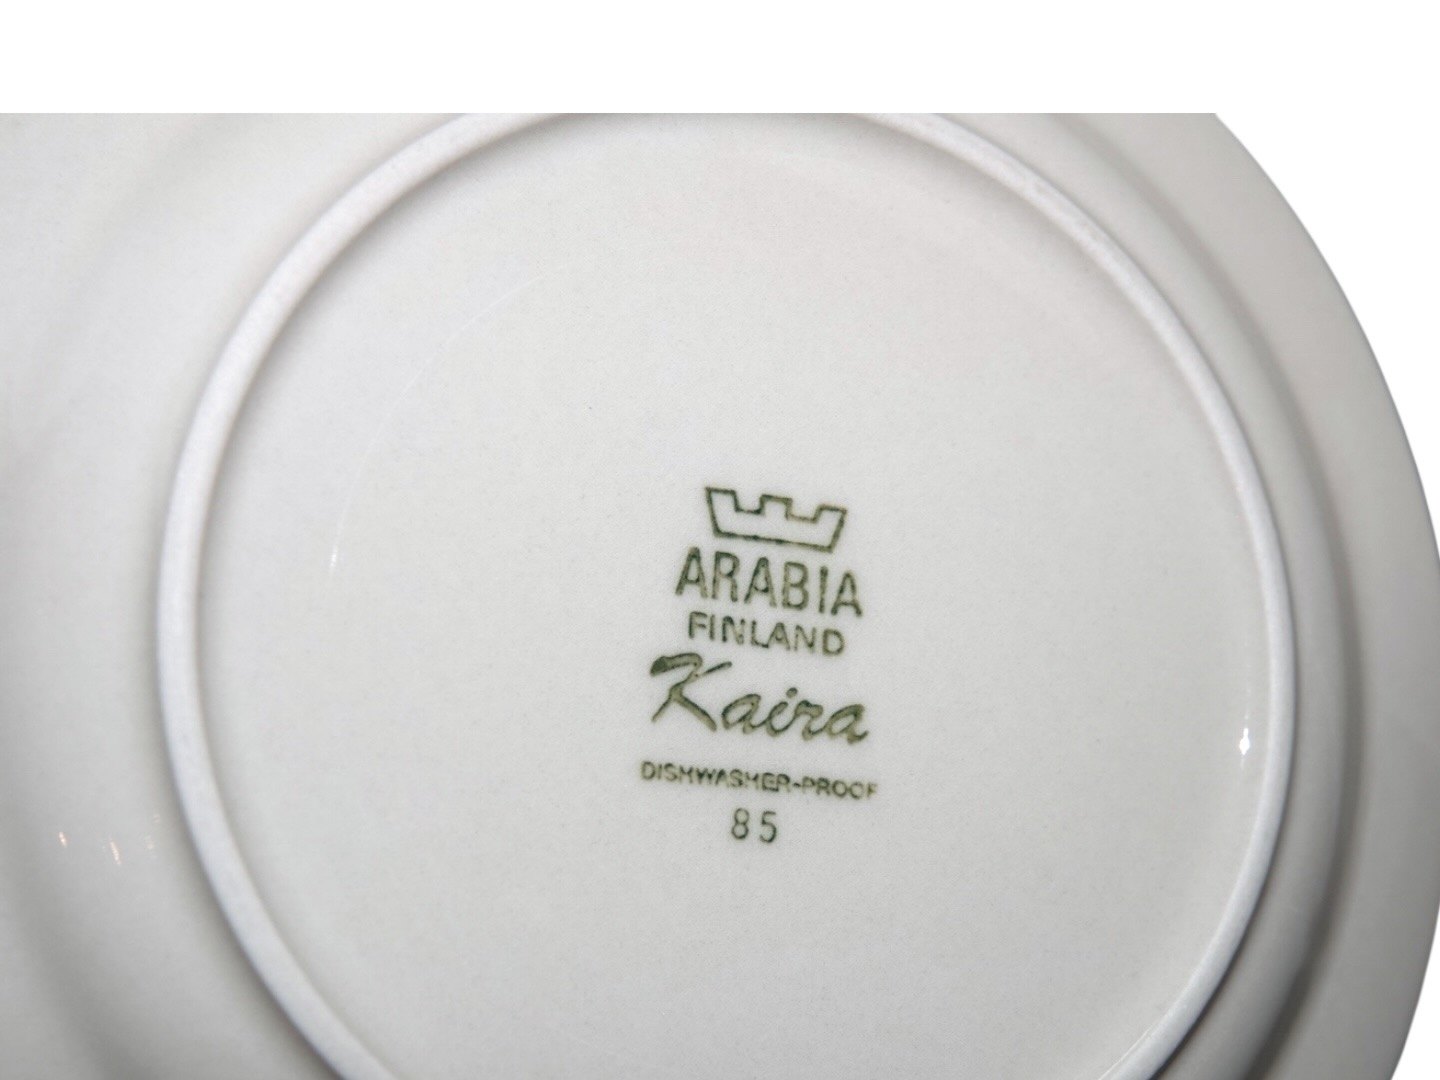 ARABIA
FINLAND
Kaira
DISHWASHER-PROOF
85